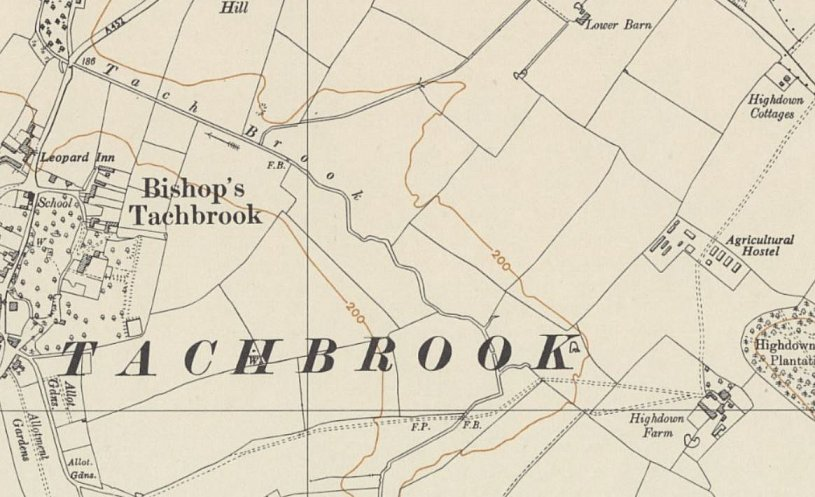 Hill
A452
Lower Barn
186
Tach Brook
Highdown
Cottages
Leopard Inn
F.B.
Bishop's
Tachbrook
School
W
Agricultural
Hostel
200
200
TACHBROOK
W
Highdown
Plantati
Allot.
Gdns.
Allotment
Gardens
F.P.
F.B.
Highdown
Farm
Allot.
Gdns.